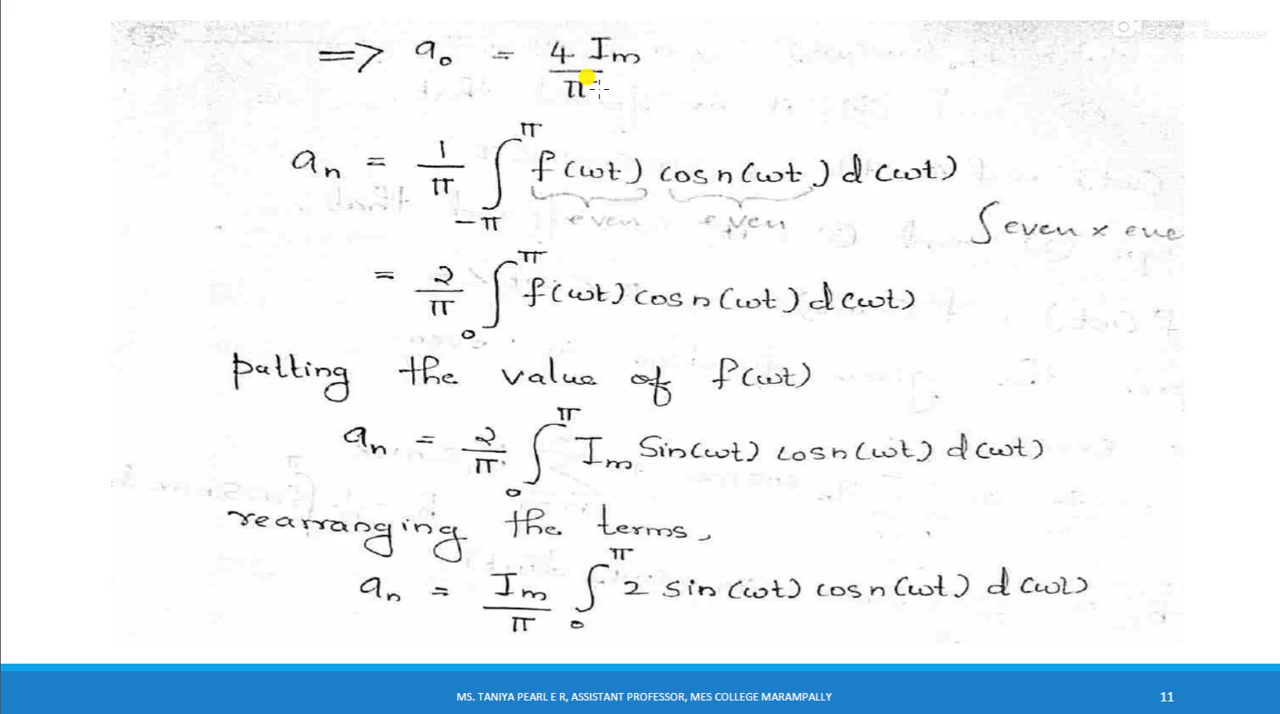 Screen Recorder
=> a₀ = 4 Iₘ / π
aₙ = 1/π ∫_{-π}^{π} f(ωt) cos n(ωt) d(ωt)
even even ∫ even × eve
= 2/π ∫_{0}^{π} f(ωt) cos n(ωt) d(ωt)
putting the value of f(ωt)
aₙ = 2/π ∫_{0}^{π} Iₘ Sin(ωt) cos n(ωt) d(ωt)
rearranging the terms,
aₙ = Iₘ/π ∫_{0}^{π} 2 sin(ωt) cos n(ωt) d(ωt)
MS. TANIYA PEARL E R, ASSISTANT PROFESSOR, MES COLLEGE MARAMPALLY 11